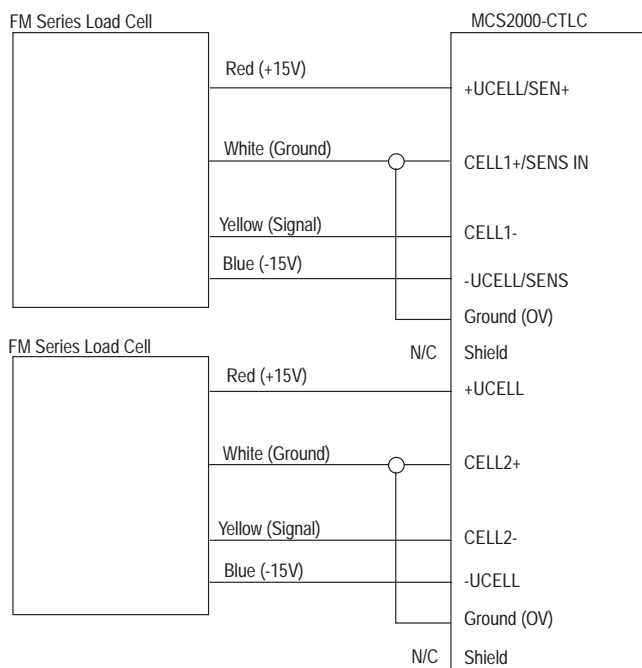 FM Series Load Cell
MCS2000-CTLC
Red (+15V)
+UCELL/SEN+
White (Ground)
CELL1+/SENS IN
Yellow (Signal)
CELL1-
Blue (-15V)
-UCELL/SENS
Ground (OV)
FM Series Load Cell
N/C Shield
Red (+15V)
+UCELL
White (Ground)
CELL2+
Yellow (Signal)
CELL2-
Blue (-15V)
-UCELL
Ground (OV)
N/C Shield